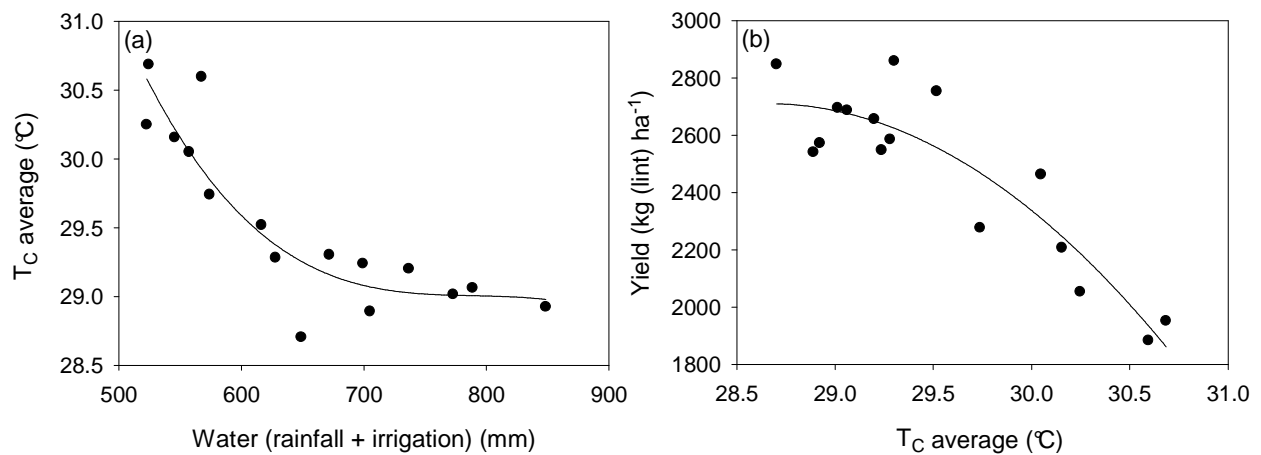 (a)
31.0
30.5
30.0
29.5
29.0
28.5
T_C average (°C)
500 600 700 800 900
Water (rainfall + irrigation) (mm)
(b)
3000
2800
2600
2400
2200
2000
1800
Yield (kg (lint) ha⁻¹)
28.5 29.0 29.5 30.0 30.5 31.0
T_C average (°C)